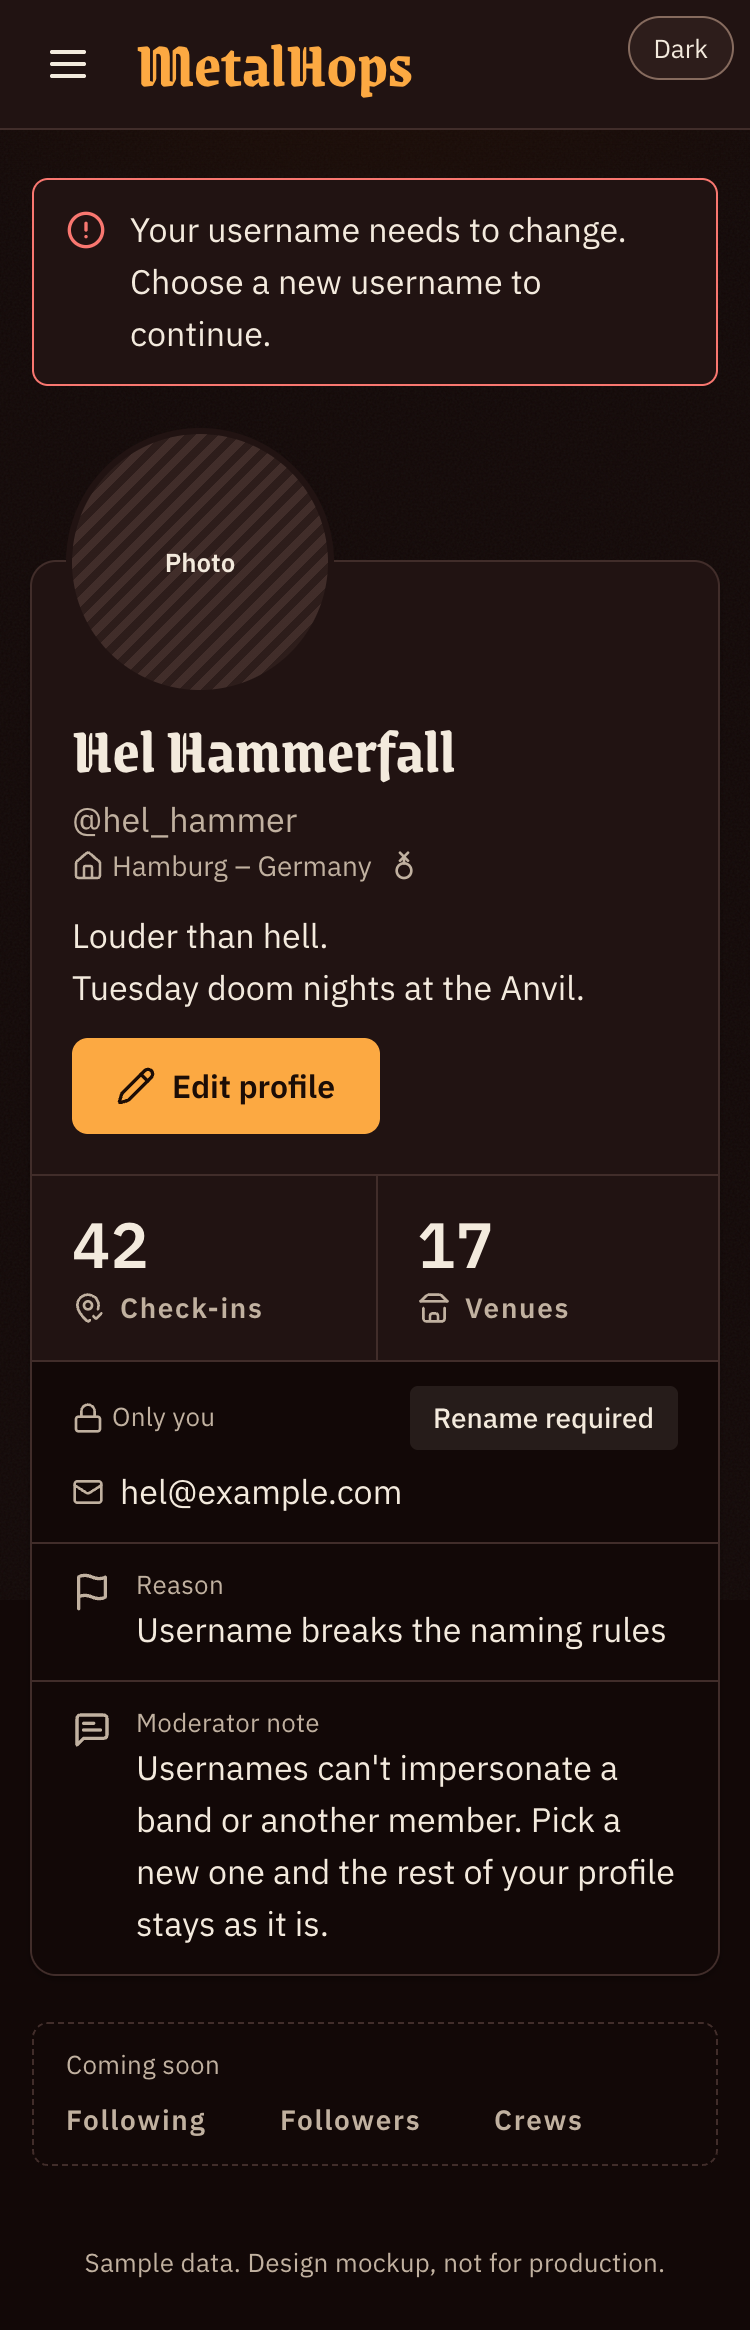 MetalHops
Dark
Your username needs to change.
Choose a new username to
continue.
Photo
Hel Hammerfall
@hel_hammer
Hamburg – Germany
Louder than hell.
Tuesday doom nights at the Anvil.
Edit profile
42
Check-ins
17
Venues
Only you
Rename required
hel@example.com
Reason
Username breaks the naming rules
Moderator note
Usernames can't impersonate a
band or another member. Pick a
new one and the rest of your profile
stays as it is.
Coming soon
Following Followers Crews
Sample data. Design mockup, not for production.